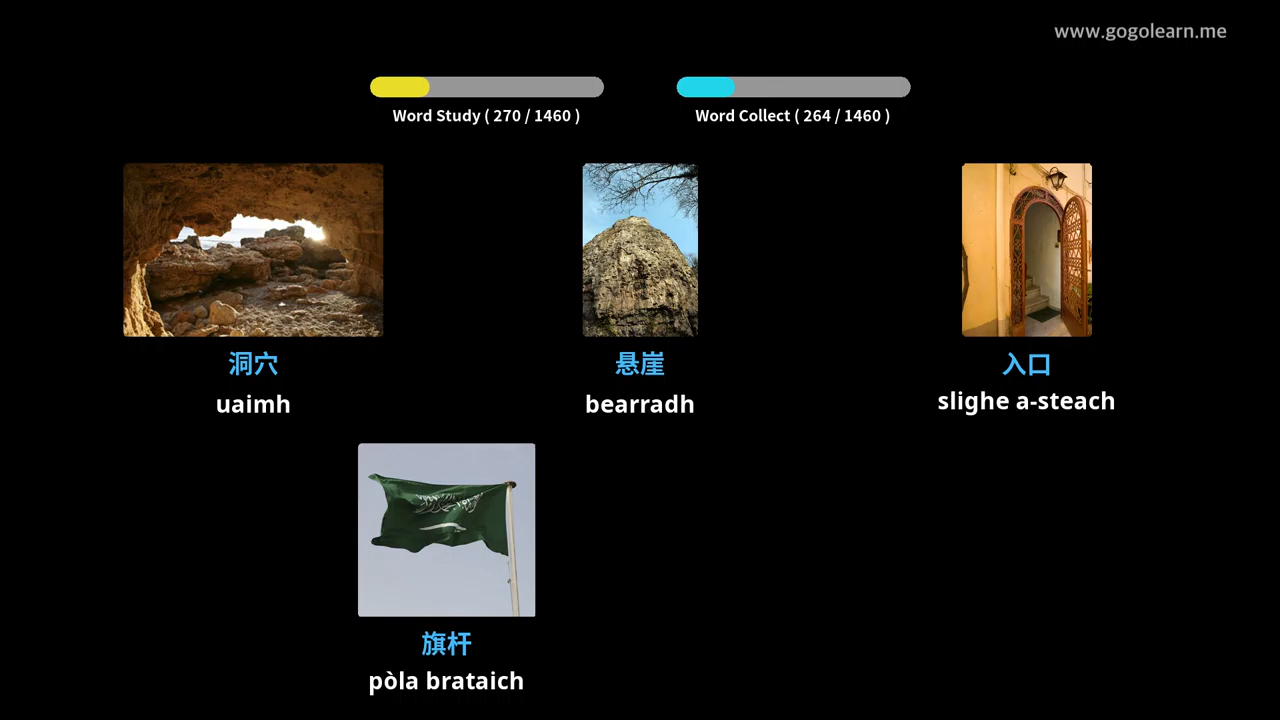 www.gogolearn.me
Word Study ( 270 / 1460 )
Word Collect ( 264 / 1460 )
洞穴
uaimh
悬崖
bearradh
入口
slighe a-steach
旗杆
pòla brataich